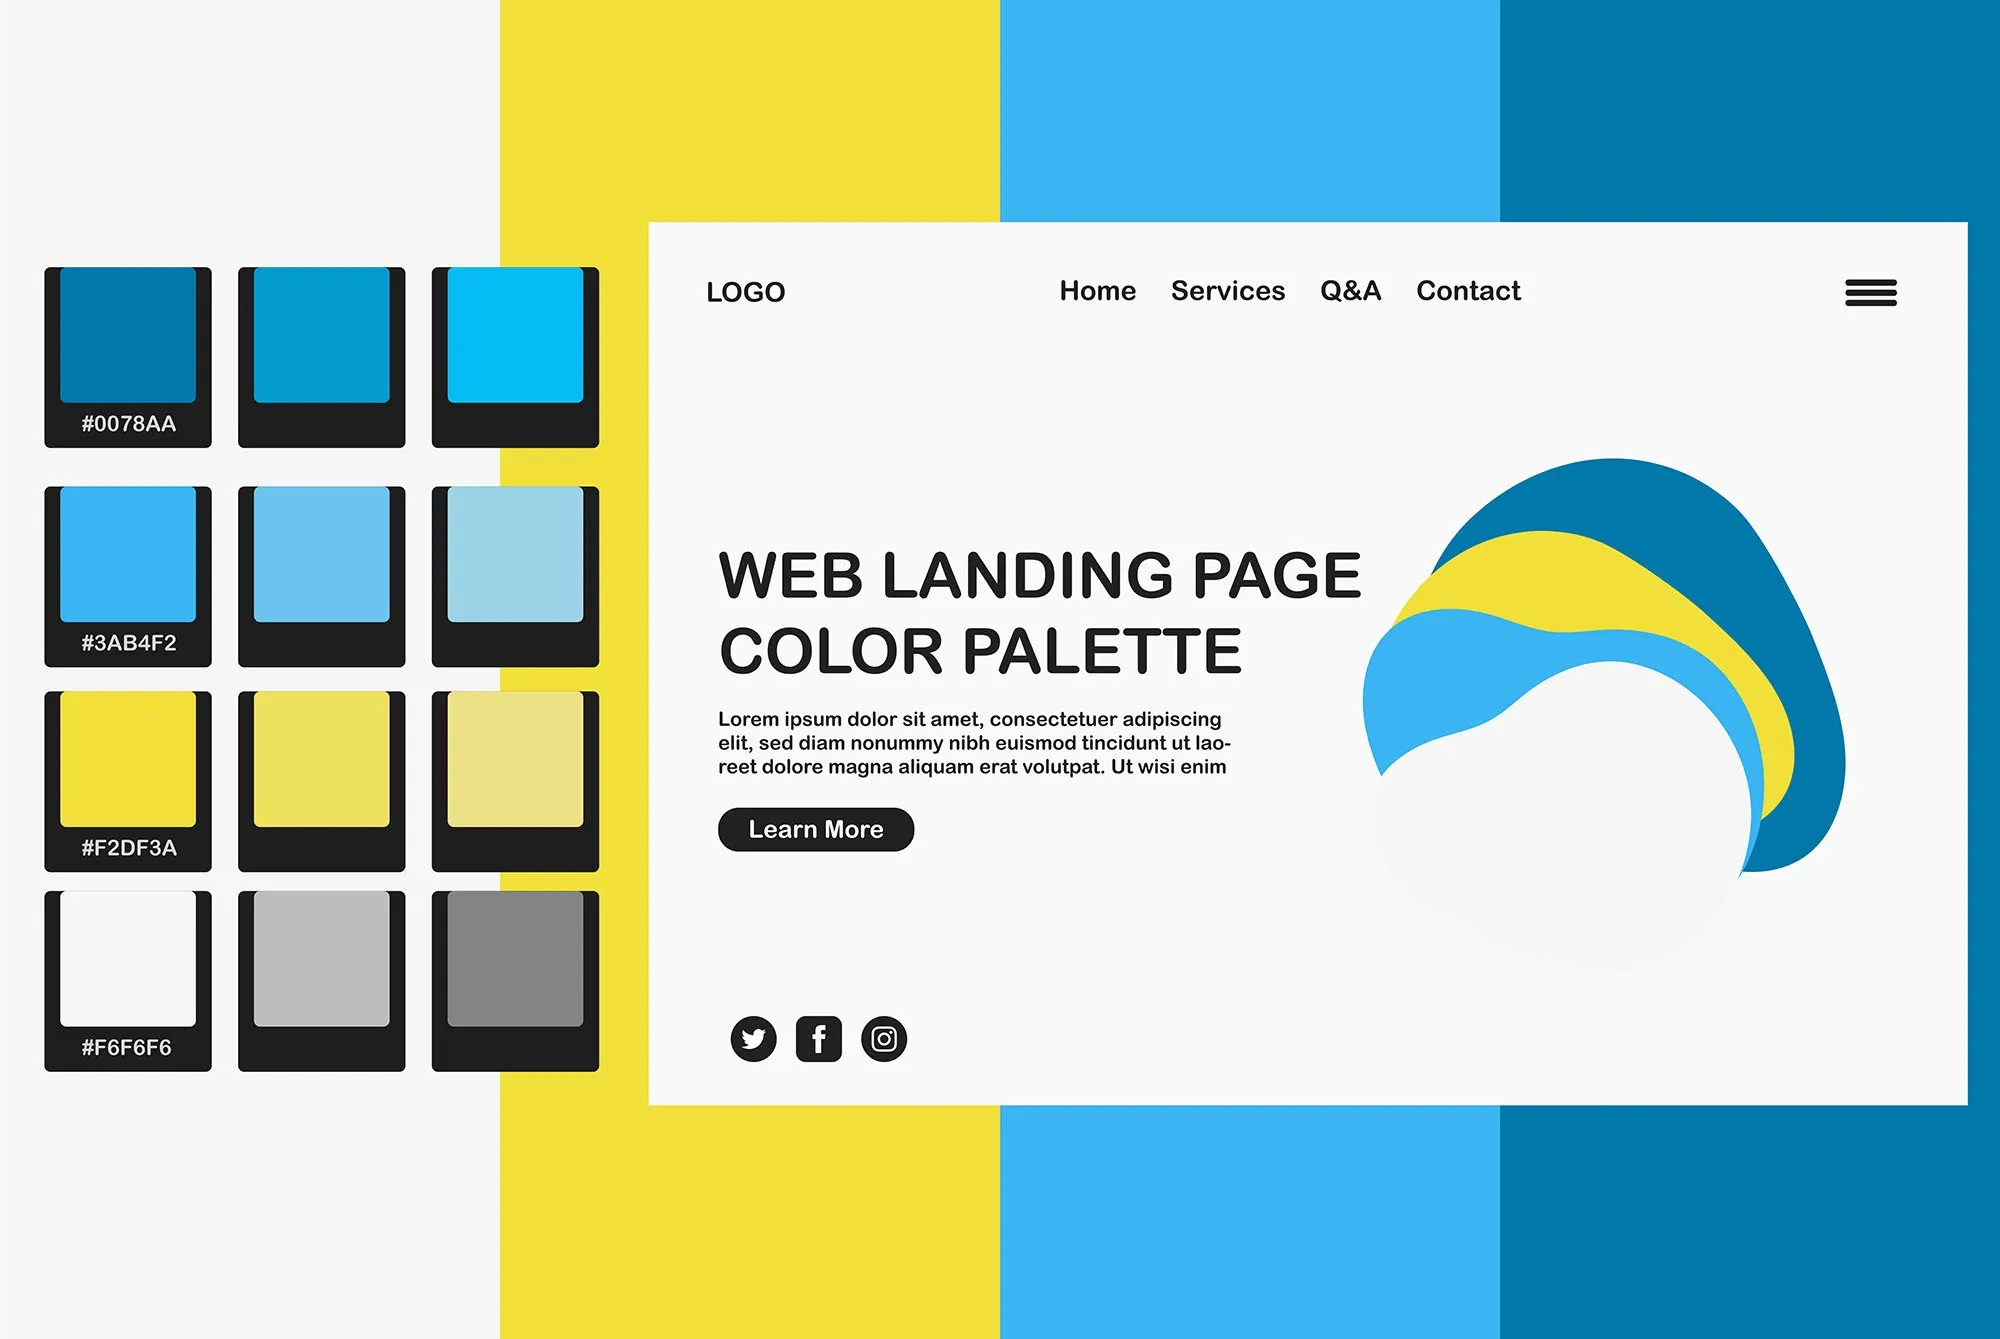 #0078AA
#3AB4F2
#F2DF3A
#F6F6F6
LOGO
Home Services Q&A Contact
WEB LANDING PAGE
COLOR PALETTE
Lorem ipsum dolor sit amet, consectetuer adipiscing
elit, sed diam nonummy nibh euismod tincidunt ut lao-
reet dolore magna aliquam erat volutpat. Ut wisi enim
Learn More